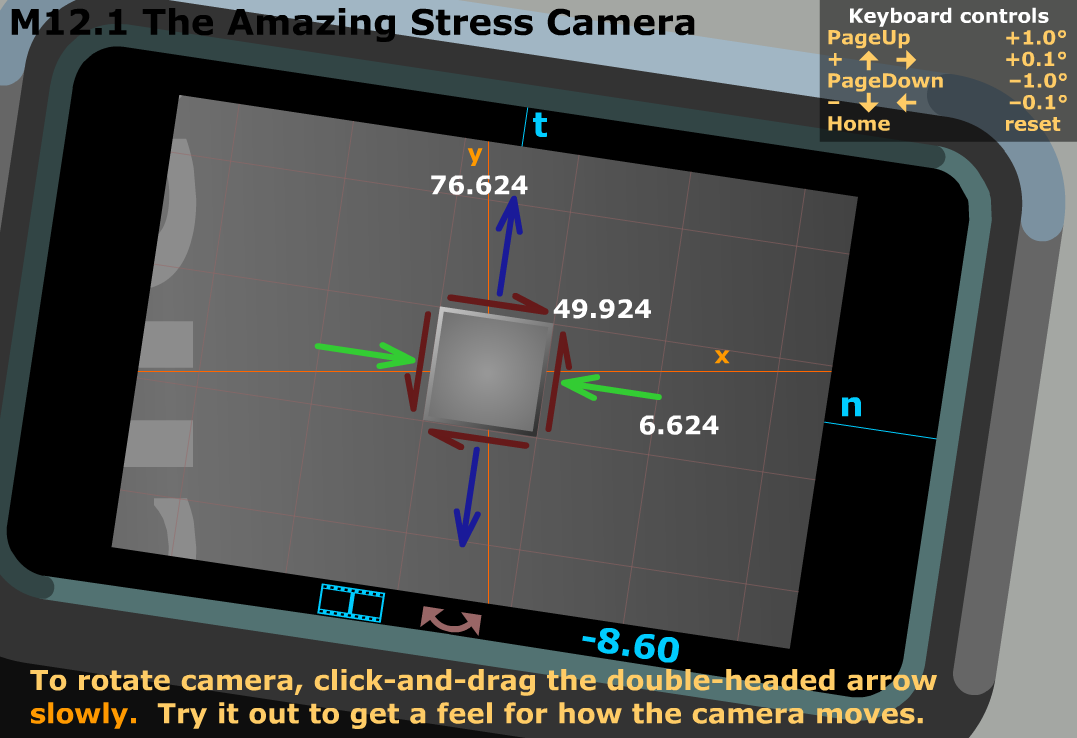 M12.1 The Amazing Stress Camera
Keyboard controls
PageUp +1.0°
+ ↑ → +0.1°
PageDown −1.0°
− ↓ ← −0.1°
Home reset
t
y
76.624
49.924
x
n
6.624
-8.60
To rotate camera, click-and-drag the double-headed arrow
slowly. Try it out to get a feel for how the camera moves.